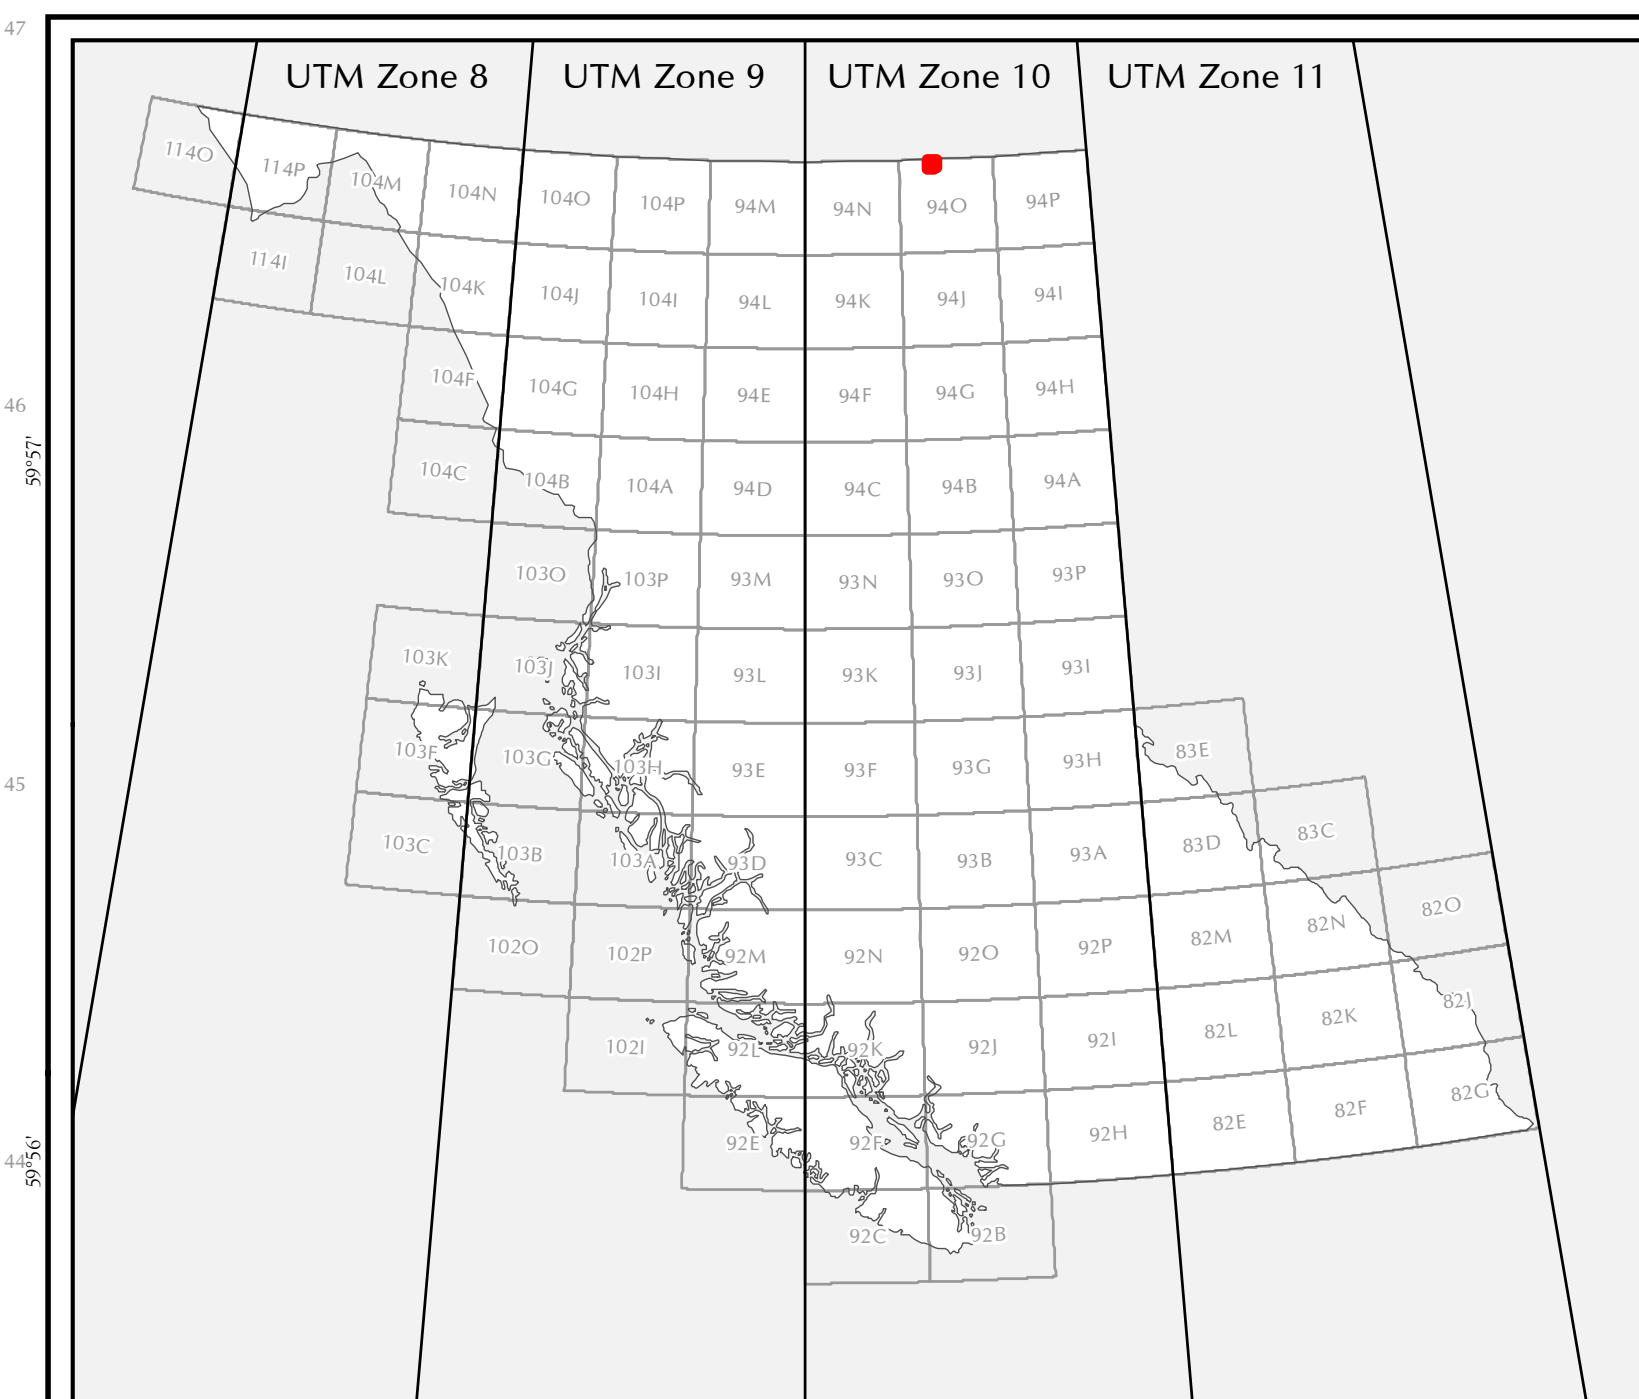 47
UTM Zone 8 UTM Zone 9 UTM Zone 10 UTM Zone 11
114O 114P 104M 104N 104O 104P 94M 94N 94O 94P
114I 104L 104K 104J 104I 94L 94K 94J 94I
46
104F 104G 104H 94E 94F 94G 94H
59°57'
104C 104B 104A 94D 94C 94B 94A
103O 103P 93M 93N 93O 93P
103K 103J 103I 93L 93K 93J 93I
45
103F 103G 103H 93E 93F 93G 93H 83E
103C 103B 103A 93D 93C 93B 93A 83D 83C
102O 102P 92M 92N 92O 92P 82M 82N 82O
102I 92L 92K 92J 92I 82L 82K 82J
44
59°56'
92E 92F 92G 92H 82E 82F 82G
92C 92B